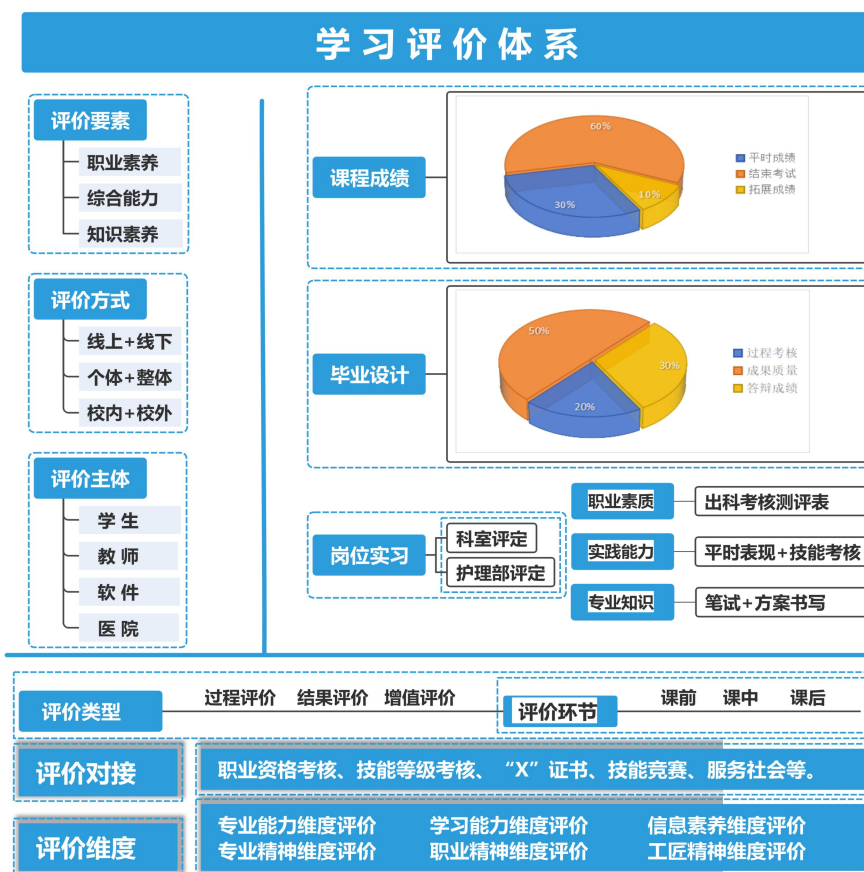 学习评价体系
评价要素
职业素养
综合能力
知识素养
评价方式
线上+线下
个体+整体
校内+校外
评价主体
学生
教师
软件
医院
课程成绩
60%
30%
10%
平时成绩
结束考试
拓展成绩
毕业设计
50%
30%
20%
过程考核
成果质量
答辩成绩
岗位实习
科室评定
护理部评定
职业素质
出科考核测评表
实践能力
平时表现+技能考核
专业知识
笔试+方案书写
评价类型
过程评价 结果评价 增值评价
评价环节
课前 课中 课后
评价对接
职业资格考核、技能等级考核、“X”证书、技能竞赛、服务社会等。
评价维度
专业能力维度评价 学习能力维度评价 信息素养维度评价
专业精神维度评价 职业精神维度评价 工匠精神维度评价